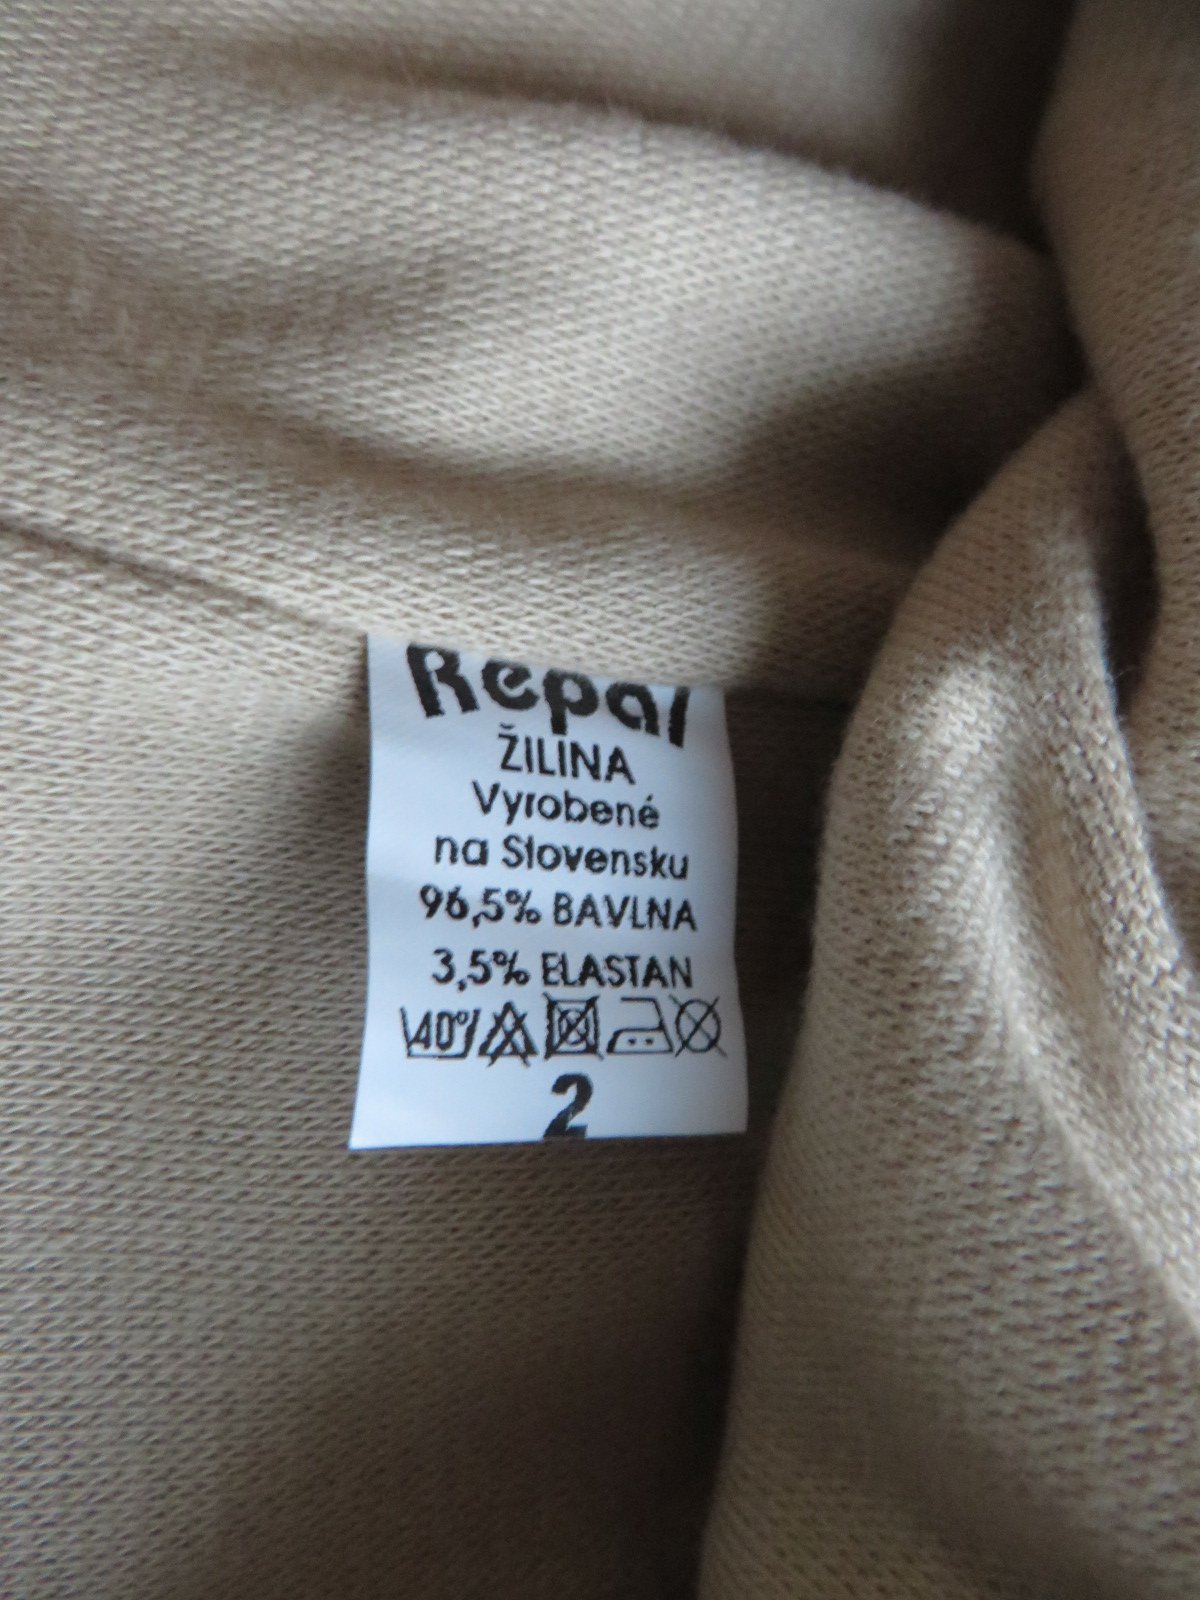 Repal
ŽILINA
Vyrobené
na Slovensku
96,5% BAVLNA
3,5% ELASTAN
40°
2